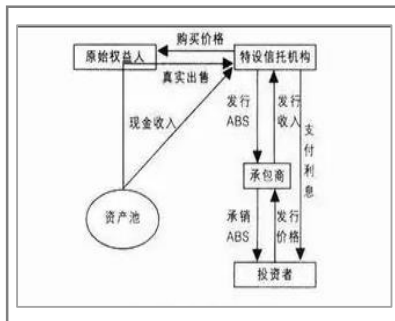 购买价格
原始权益人
特设信托机构
真实出售
现金收入
发行
ABS
发行
收入
支付利息
承包商
资产池
承销
ABS
发行
价格
投资者